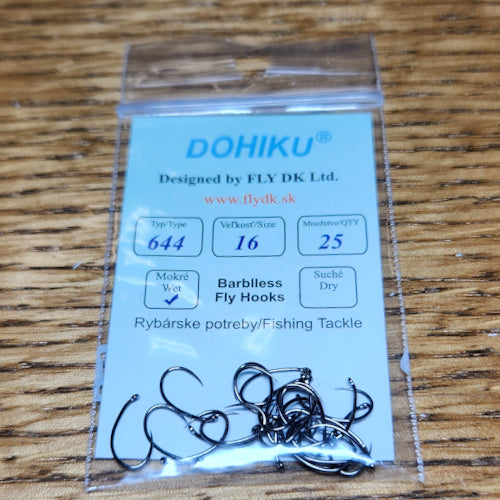 DOHIKU®
Designed by FLY DK Ltd.
www.flydk.sk
Typ/Type
644
Veľkosť/Size
16
Množstvo/QTY
25
Mokré
Wet
Barblless
Fly Hooks
Suché
Dry
Rybárske potreby/Fishing Tackle